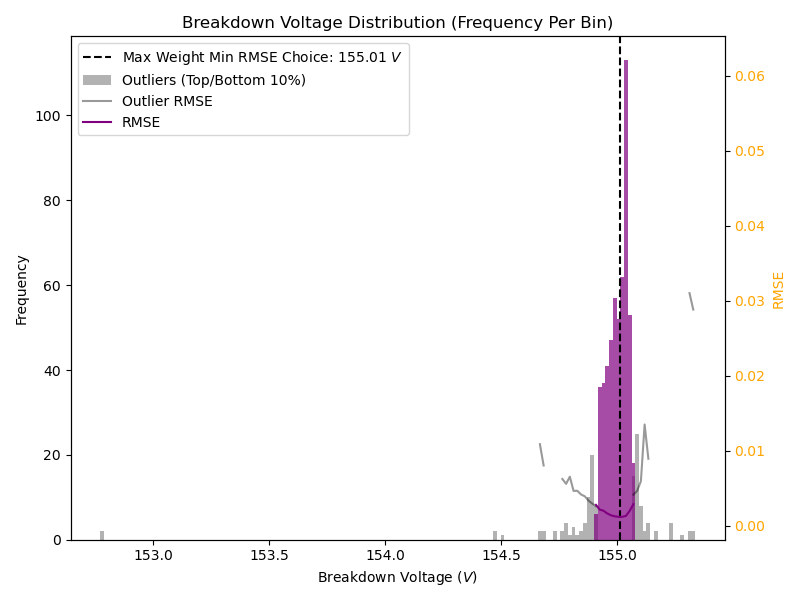 Breakdown Voltage Distribution (Frequency Per Bin)
Max Weight Min RMSE Choice: 155.01 V
Outliers (Top/Bottom 10%)
Outlier RMSE
RMSE
Frequency
100
80
60
40
20
0
0.06
0.05
0.04
0.03
0.02
0.01
0.00
RMSE
153.0 153.5 154.0 154.5 155.0
Breakdown Voltage (V)